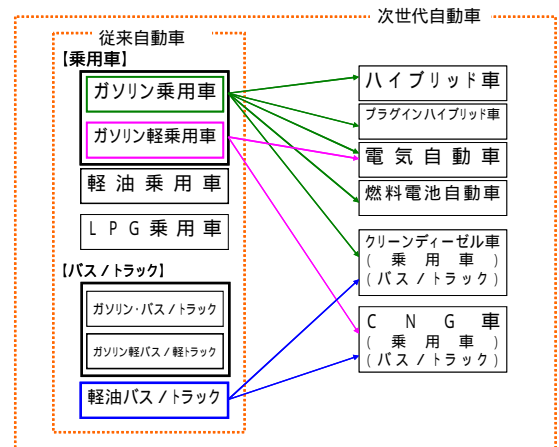 次世代自動車
従来自動車
【乗用車】
ガソリン乗用車
ガソリン軽乗用車
軽油乗用車
LPG乗用車
【バス/トラック】
ガソリン・バス/トラック
ガソリン軽バス/軽トラック
軽油バス/トラック
ハイブリッド車
プラグインハイブリッド車
電気自動車
燃料電池自動車
クリーンディーゼル車
(乗用車)
(バス/トラック)
CNG車
(乗用車)
(バス/トラック)